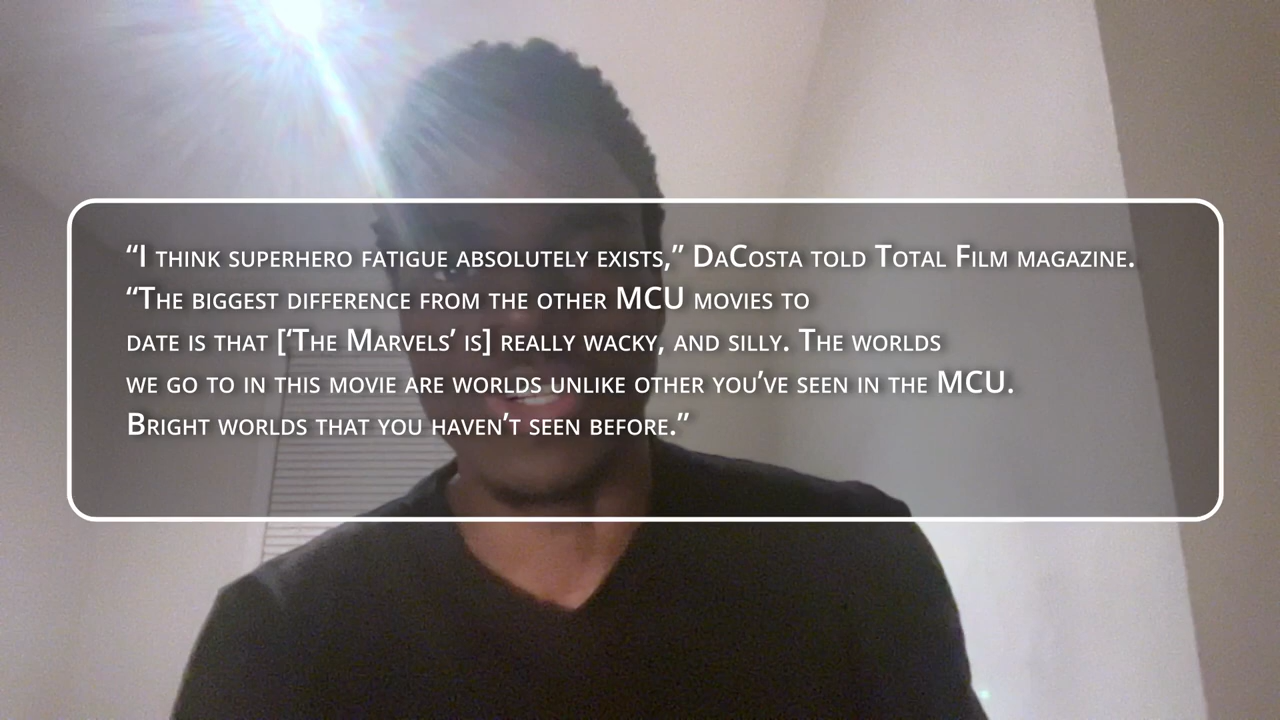 “I think superhero fatigue absolutely exists,” DaCosta told Total Film magazine.
“The biggest difference from the other MCU movies to
date is that [‘The Marvels’ is] really wacky, and silly. The worlds
we go to in this movie are worlds unlike other you’ve seen in the MCU.
Bright worlds that you haven’t seen before.”